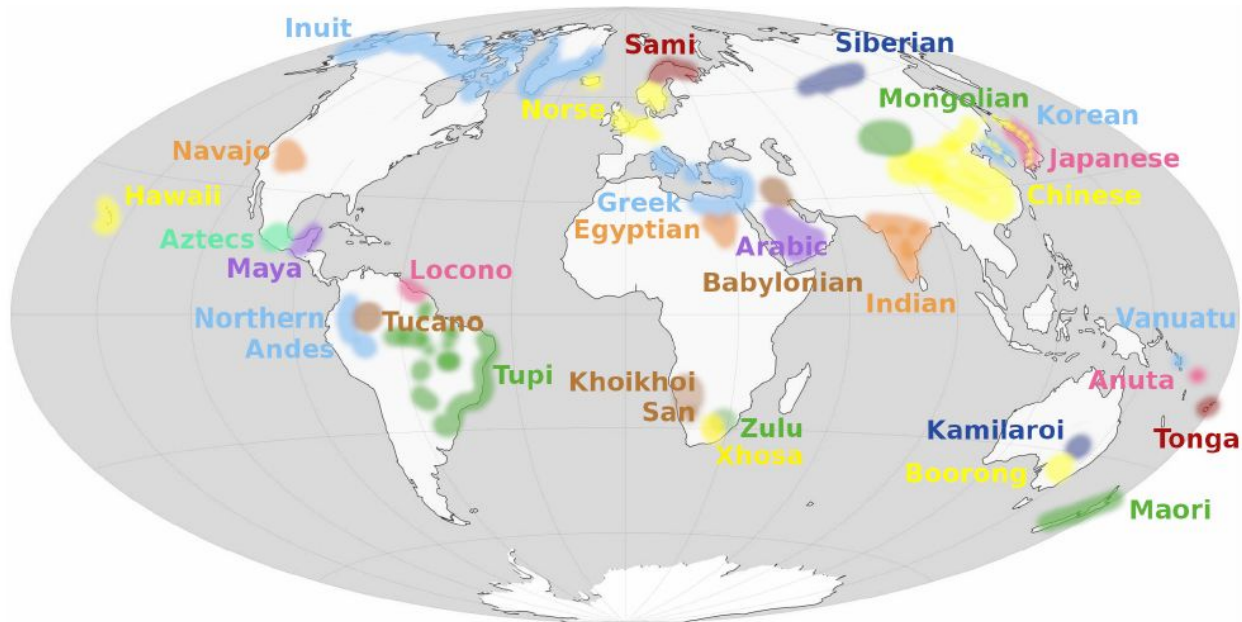 Inuit
Sami
Siberian
Norse
Mongolian
Korean
Navajo
Japanese
Hawaii
Greek
Chinese
Egyptian
Aztecs
Arabic
Maya
Locono
Babylonian
Indian
Northern
Andes
Tucano
Vanuatu
Tupi
Khoikhoi
San
Anuta
Zulu
Xhosa
Kamilaroi
Tonga
Boorong
Maori